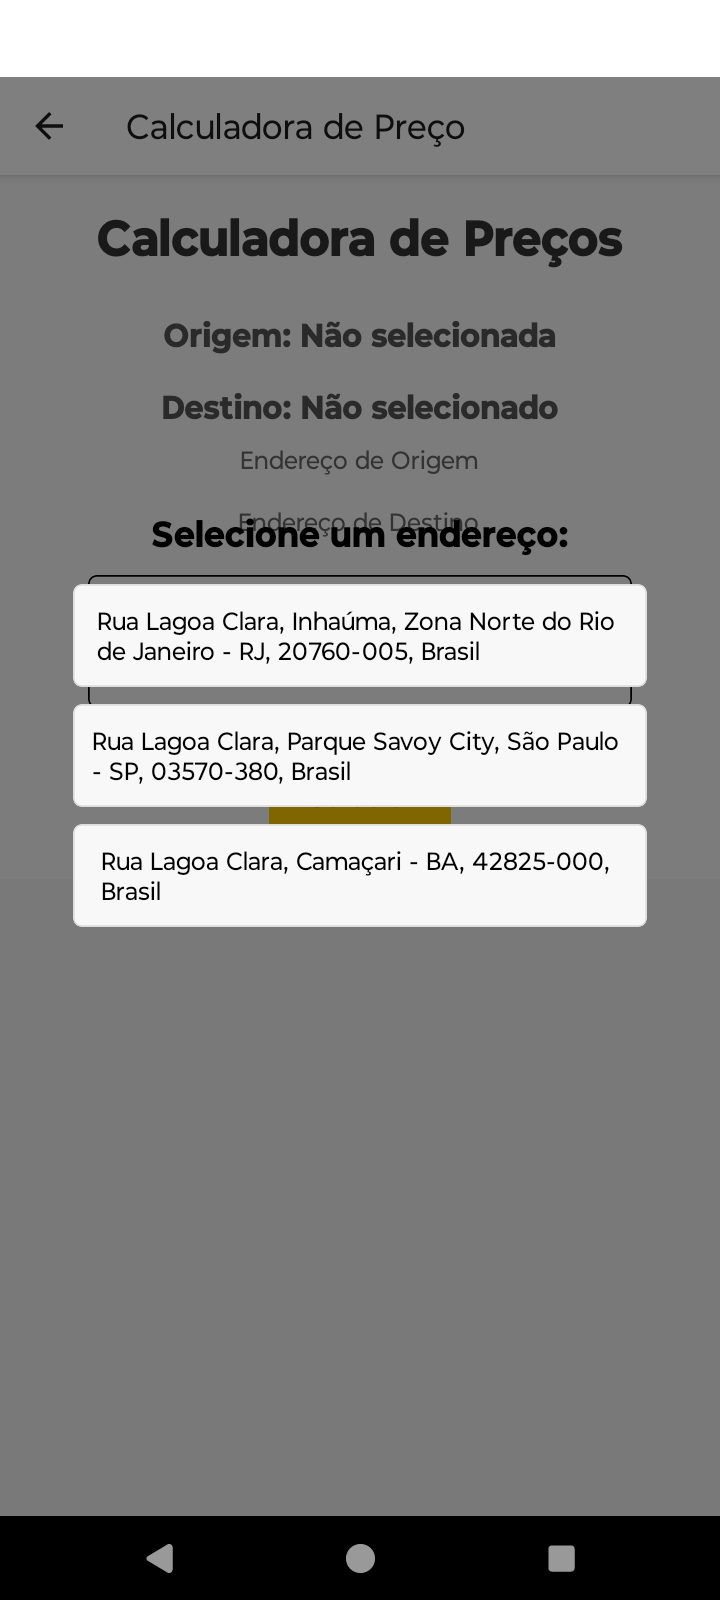 Calculadora de Preço
Calculadora de Preços
Origem: Não selecionada
Destino: Não selecionado
Endereço de Origem
Endereço de Destino
Selecione um endereço:
Rua Lagoa Clara, Inhaúma, Zona Norte do Rio
de Janeiro - RJ, 20760-005, Brasil
Rua Lagoa Clara, Parque Savoy City, São Paulo
- SP, 03570-380, Brasil
Rua Lagoa Clara, Camaçari - BA, 42825-000,
Brasil